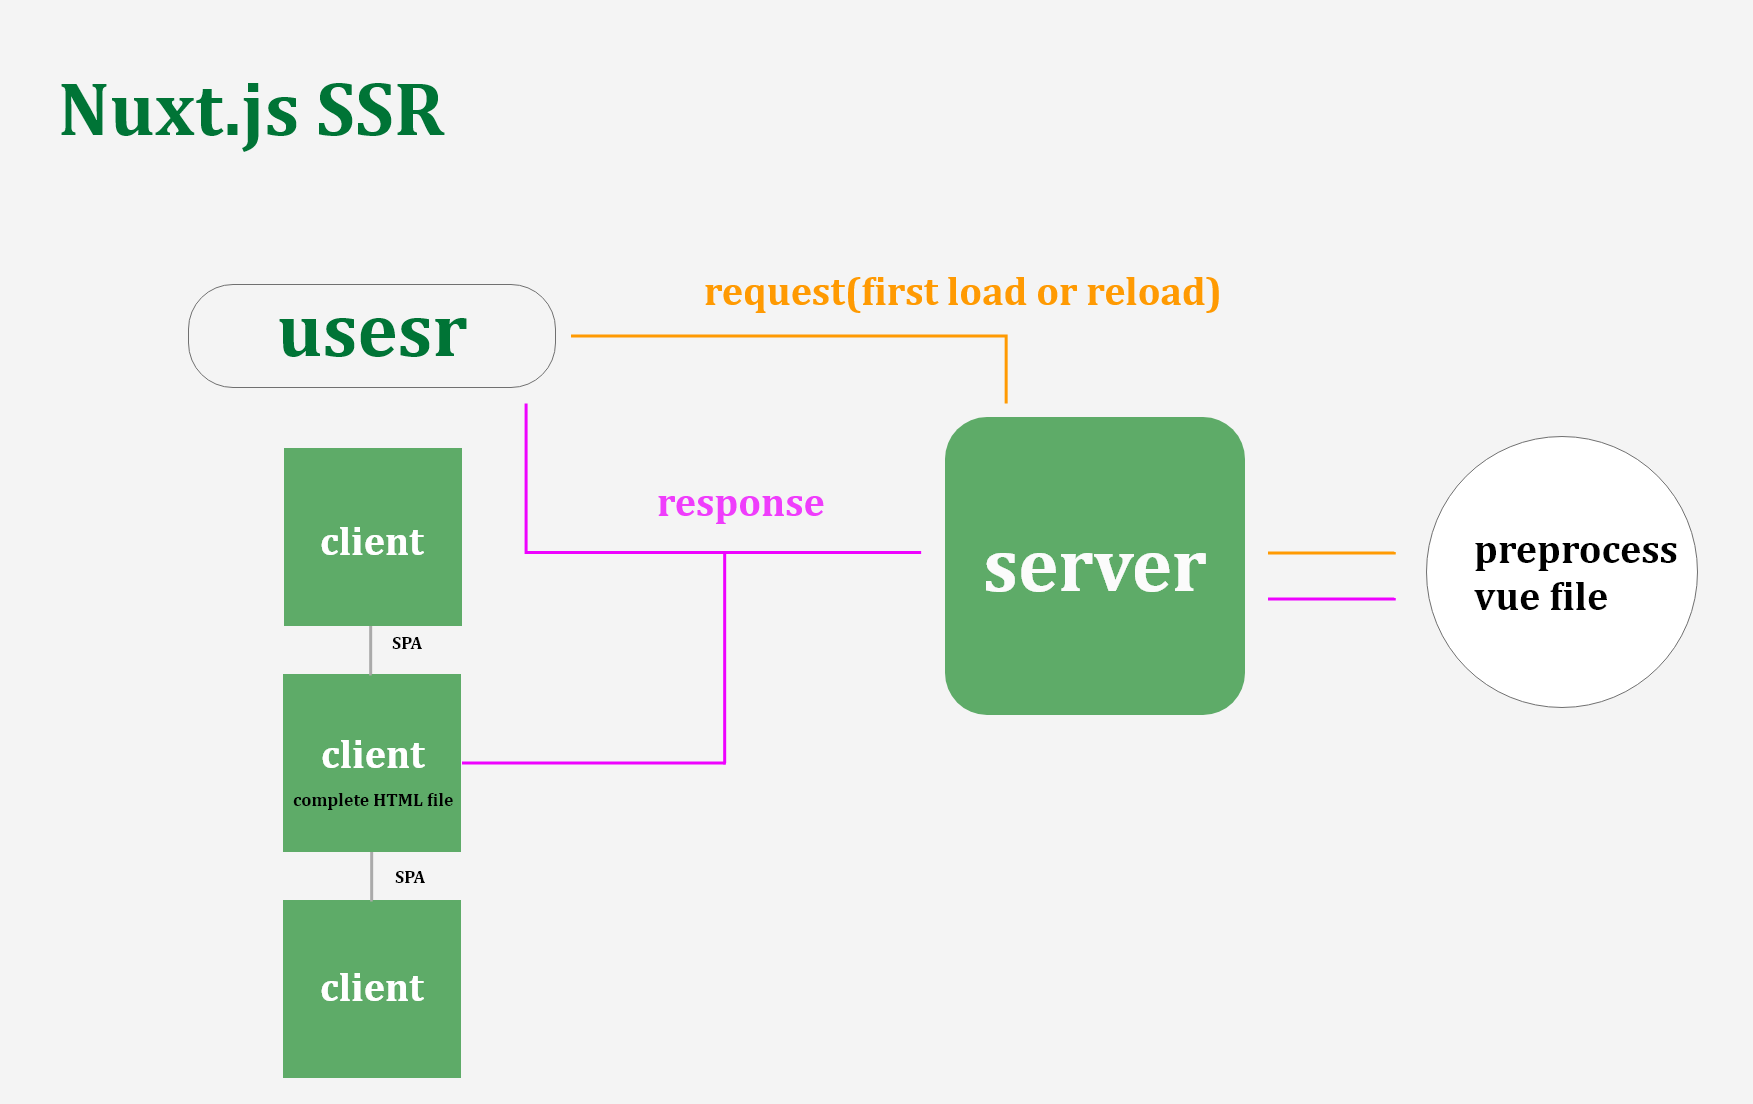 Nuxt.js SSR
request(first load or reload)
usesr
response
client
server
preprocess
vue file
SPA
client
complete HTML file
SPA
client